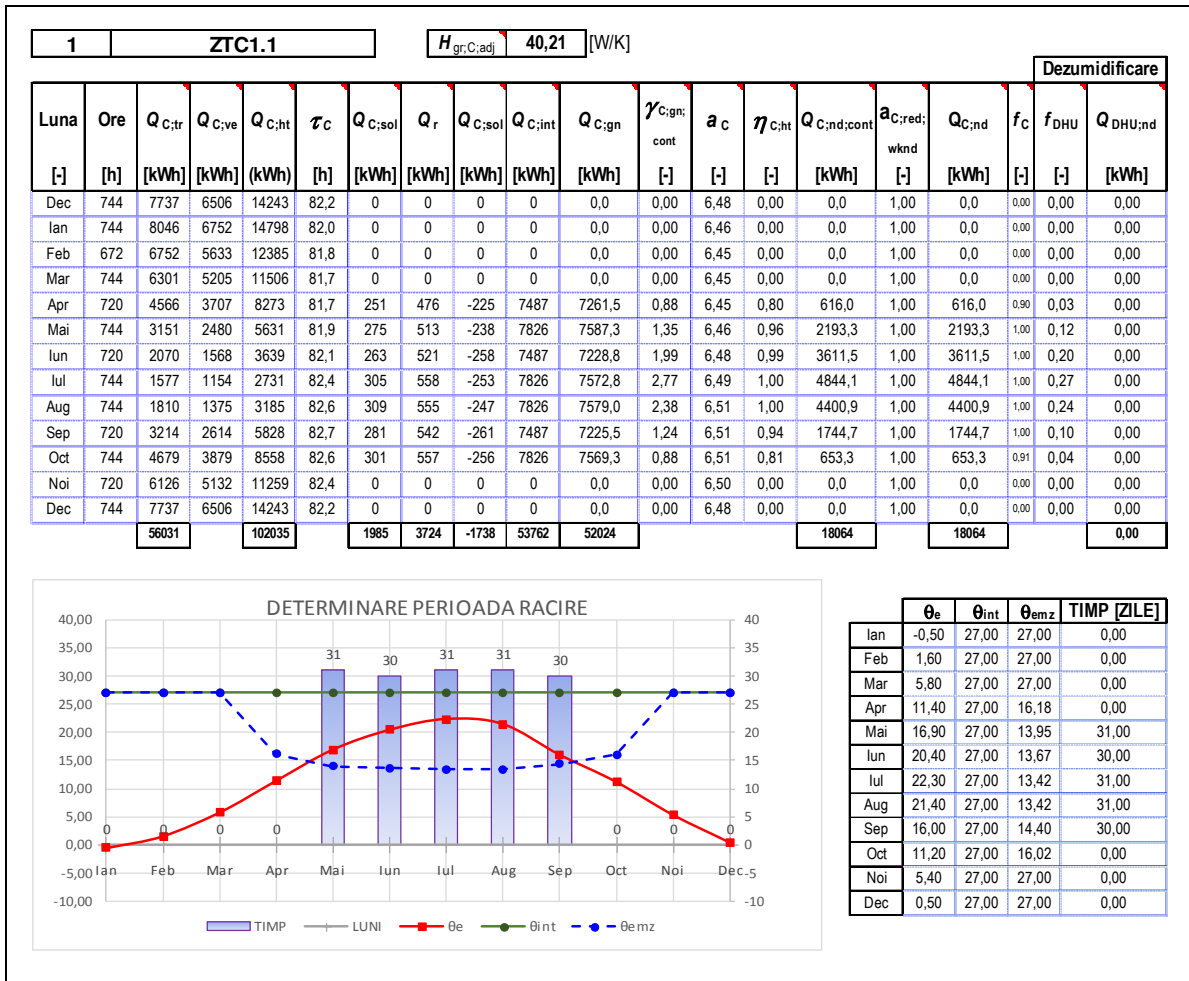 1 ZTC1.1 H gr;C;adj 40,21 [W/K]
Dezumidificare
Luna Ore Q C;tr Q C;ve Q C;ht τC Q C;sol Q r Q C;sol Q C;int Q C;gn γC;gn; cont a C η C;ht Q C;nd;cont aC;red; wknd QC;nd fC fDHU Q DHU;nd
[-] [h] [kWh] [kWh] (kWh) [h] [kWh] [kWh] [kWh] [kWh] [kWh] [-] [-] [-] [kWh] [-] [kWh] [-] [-] [kWh]
Dec 744 7737 6506 14243 82,2 0 0 0 0 0,0 0,00 6,48 0,00 0,0 1,00 0,0 0,00 0,00 0,00
Ian 744 8046 6752 14798 82,0 0 0 0 0 0,0 0,00 6,46 0,00 0,0 1,00 0,0 0,00 0,00 0,00
Feb 672 6752 5633 12385 81,8 0 0 0 0 0,0 0,00 6,45 0,00 0,0 1,00 0,0 0,00 0,00 0,00
Mar 744 6301 5205 11506 81,7 0 0 0 0 0,0 0,00 6,45 0,00 0,0 1,00 0,0 0,00 0,00 0,00
Apr 720 4566 3707 8273 81,7 251 476 -225 7487 7261,5 0,88 6,45 0,80 616,0 1,00 616,0 0,90 0,03 0,00
Mai 744 3151 2480 5631 81,9 275 513 -238 7826 7587,3 1,35 6,46 0,96 2193,3 1,00 2193,3 1,00 0,12 0,00
Iun 720 2070 1568 3639 82,1 263 521 -258 7487 7228,8 1,99 6,48 0,99 3611,5 1,00 3611,5 1,00 0,20 0,00
Iul 744 1577 1154 2731 82,4 305 558 -253 7826 7572,8 2,77 6,49 1,00 4844,1 1,00 4844,1 1,00 0,27 0,00
Aug 744 1810 1375 3185 82,6 309 555 -247 7826 7579,0 2,38 6,51 1,00 4400,9 1,00 4400,9 1,00 0,24 0,00
Sep 720 3214 2614 5828 82,7 281 542 -261 7487 7225,5 1,24 6,51 0,94 1744,7 1,00 1744,7 1,00 0,10 0,00
Oct 744 4679 3879 8558 82,6 301 557 -256 7826 7569,3 0,88 6,51 0,81 653,3 1,00 653,3 0,91 0,04 0,00
Noi 720 6126 5132 11259 82,4 0 0 0 0 0,0 0,00 6,50 0,00 0,0 1,00 0,0 0,00 0,00 0,00
Dec 744 7737 6506 14243 82,2 0 0 0 0 0,0 0,00 6,48 0,00 0,0 1,00 0,0 0,00 0,00 0,00
56031 102035 1985 3724 -1738 53762 52024 18064 18064 0,00
DETERMINARE PERIOADA RACIRE
40,00 40
35,00 35
30,00 30
25,00 25
20,00 20
15,00 15
10,00 10
5,00 5
0,00 0
-5,00 -5
-10,00 -10
0 0 0 0 31 30 31 31 30 0 0 0
Ian Feb Mar Apr Mai Iun Iul Aug Sep Oct Noi Dec
TIMP LUNI θe θint θemz
θe θint θemz TIMP [ZILE]
Ian -0,50 27,00 27,00 0,00
Feb 1,60 27,00 27,00 0,00
Mar 5,80 27,00 27,00 0,00
Apr 11,40 27,00 16,18 0,00
Mai 16,90 27,00 13,95 31,00
Iun 20,40 27,00 13,67 30,00
Iul 22,30 27,00 13,42 31,00
Aug 21,40 27,00 13,42 31,00
Sep 16,00 27,00 14,40 30,00
Oct 11,20 27,00 16,02 0,00
Noi 5,40 27,00 27,00 0,00
Dec 0,50 27,00 27,00 0,00